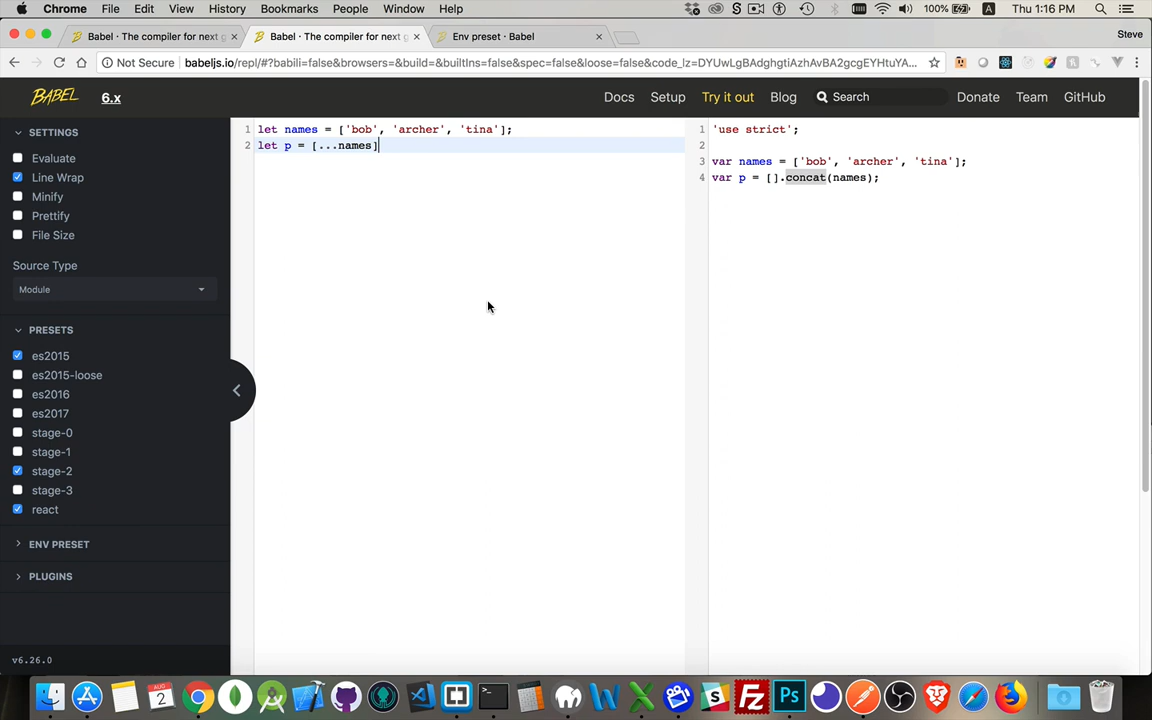 Chrome File Edit View History Bookmarks People Window Help 100% Thu 1:16 PM
Babel · The compiler for next g Babel · The compiler for next g Env preset · Babel Steve
Not Secure babeljs.io/repl/#?babili=false&browsers=&build=&builtIns=false&spec=false&loose=false&code_lz=DYUwLgBAdghgtiAzhAvBA2gcgEYHtuYA...
BABEL 6.x Docs Setup Try it out Blog Search Donate Team GitHub
SETTINGS
Evaluate
Line Wrap
Minify
Prettify
File Size
Source Type
Module
PRESETS
es2015
es2015-loose
es2016
es2017
stage-0
stage-1
stage-2
stage-3
react
ENV PRESET
PLUGINS
v6.26.0
1 let names = ['bob', 'archer', 'tina'];
2 let p = [...names]
1 'use strict';
2
3 var names = ['bob', 'archer', 'tina'];
4 var p = [].concat(names);
AUG
2
Ps